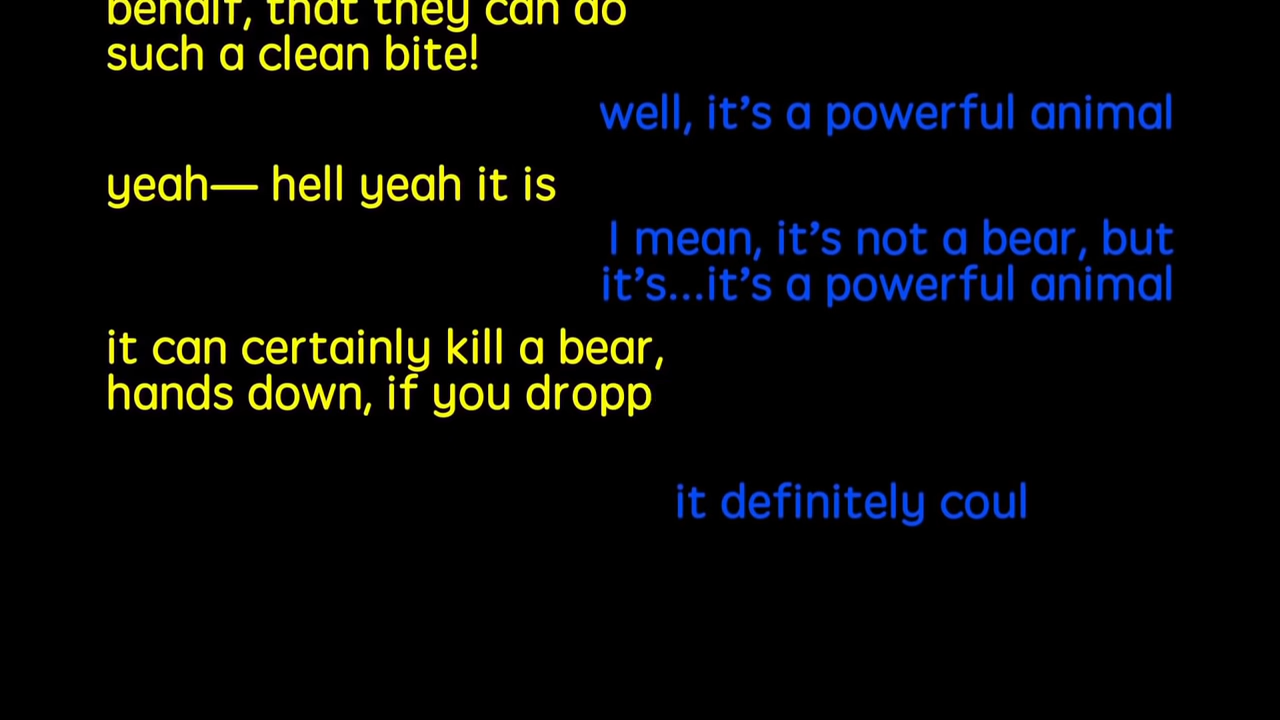 behalf, that they can do
such a clean bite!
well, it’s a powerful animal
yeah— hell yeah it is
I mean, it’s not a bear, but
it’s...it’s a powerful animal
it can certainly kill a bear,
hands down, if you dropp
it definitely coul